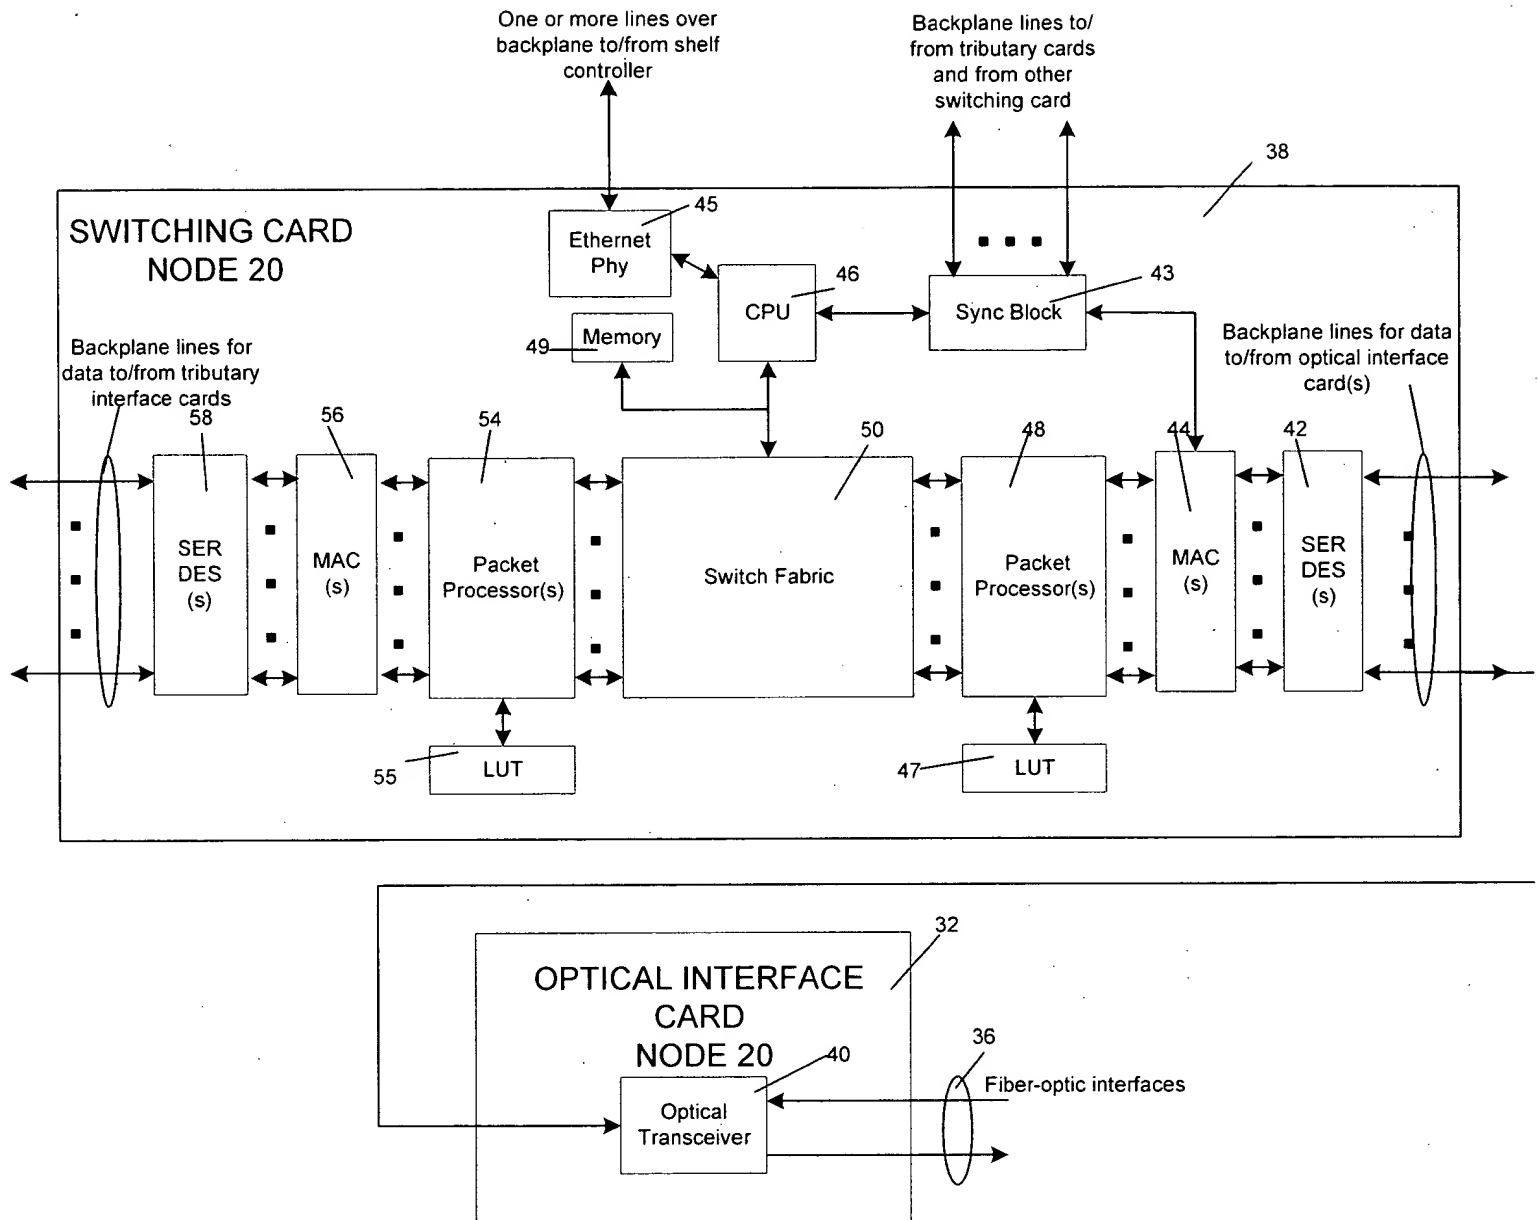 One or more lines over
backplane to/from shelf
controller
Backplane lines to/
from tributary cards
and from other
switching card
38
SWITCHING CARD
NODE 20
45
Ethernet
Phy
46
CPU
43
Sync Block
49
Memory
Backplane lines for
data to/from tributary
interface cards
Backplane lines for data
to/from optical interface
card(s)
58
SER
DES
(s)
56
MAC
(s)
54
Packet
Processor(s)
50
Switch Fabric
48
Packet
Processor(s)
44
MAC
(s)
42
SER
DES
(s)
55
LUT
47
LUT
32
OPTICAL INTERFACE
CARD
NODE 20
40
Optical
Transceiver
36
Fiber-optic interfaces